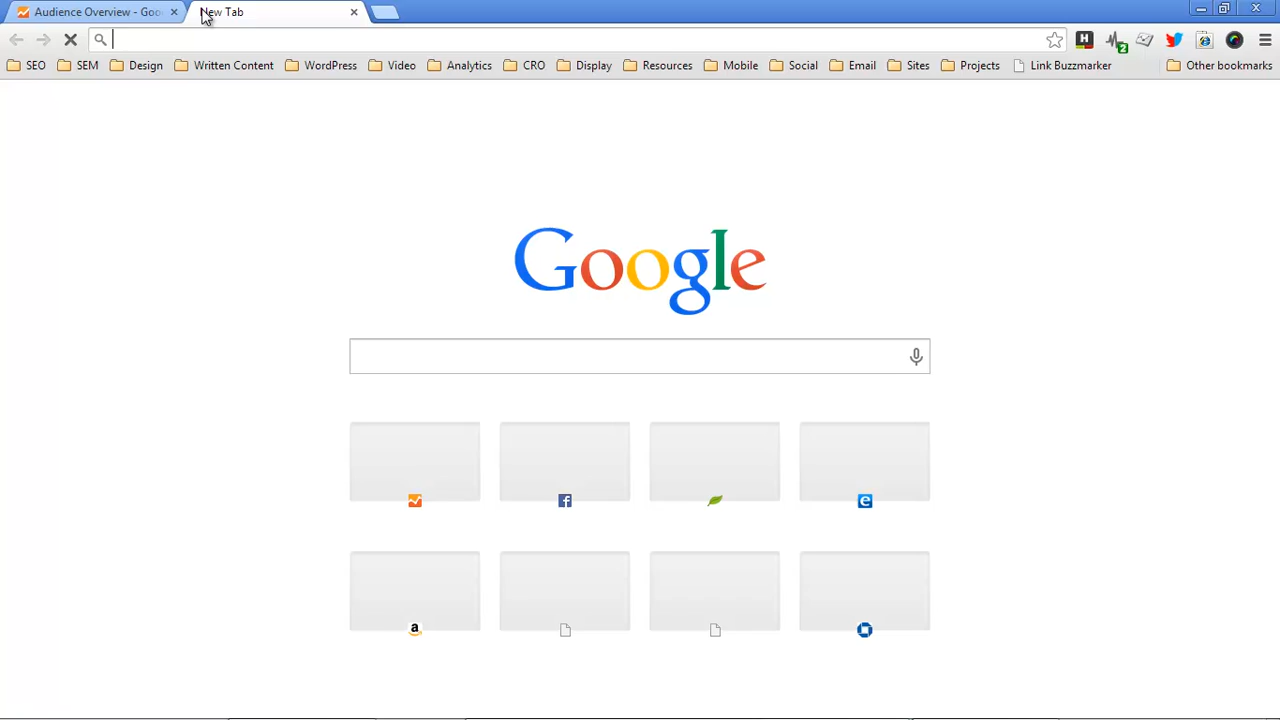 Audience Overview - Goo
New Tab
SEO SEM Design Written Content WordPress Video Analytics CRO Display Resources Mobile Social Email Sites Projects Link Buzzmarker Other bookmarks
H
2
Google
f
e
a